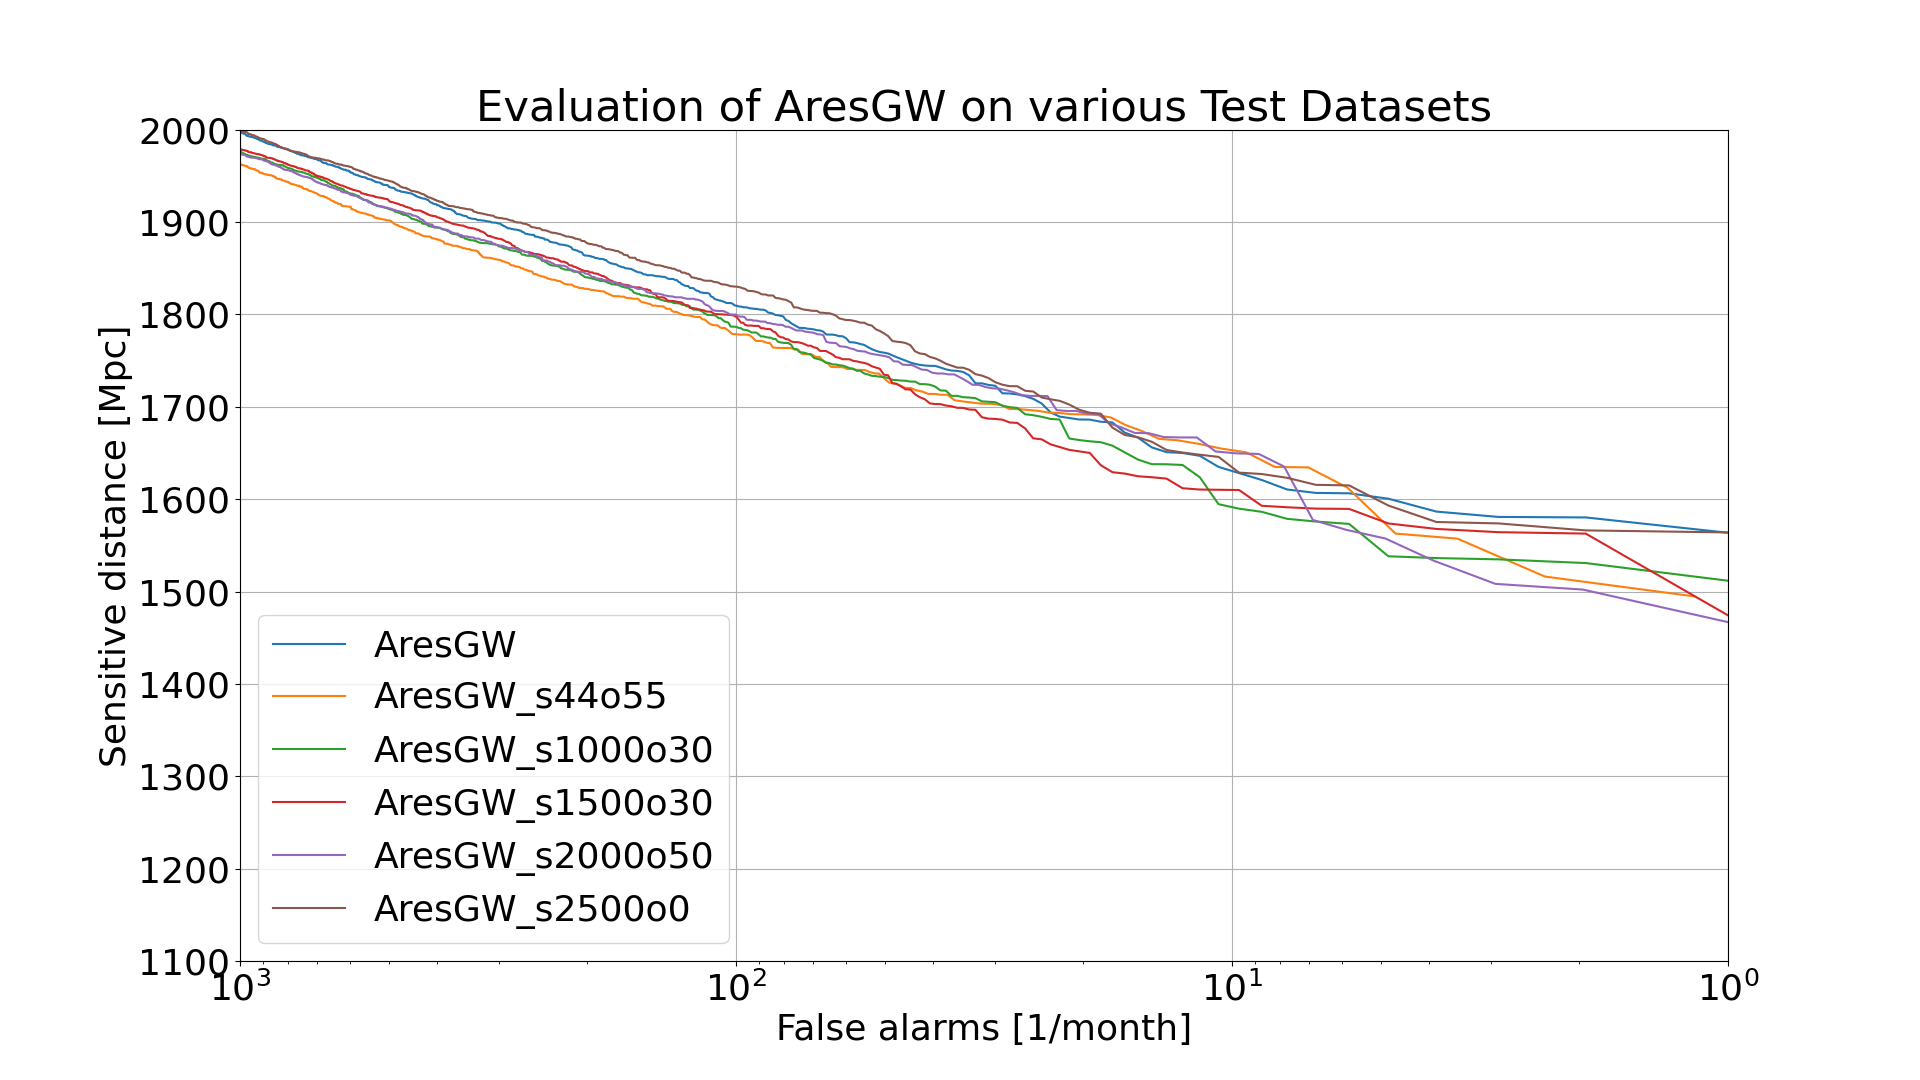 Evaluation of AresGW on various Test Datasets
Sensitive distance [Mpc]
2000
1900
1800
1700
1600
1500
1400
1300
1200
1100
AresGW
AresGW_s44o55
AresGW_s1000o30
AresGW_s1500o30
AresGW_s2000o50
AresGW_s2500o0
10³ 10² 10¹ 10⁰
False alarms [1/month]